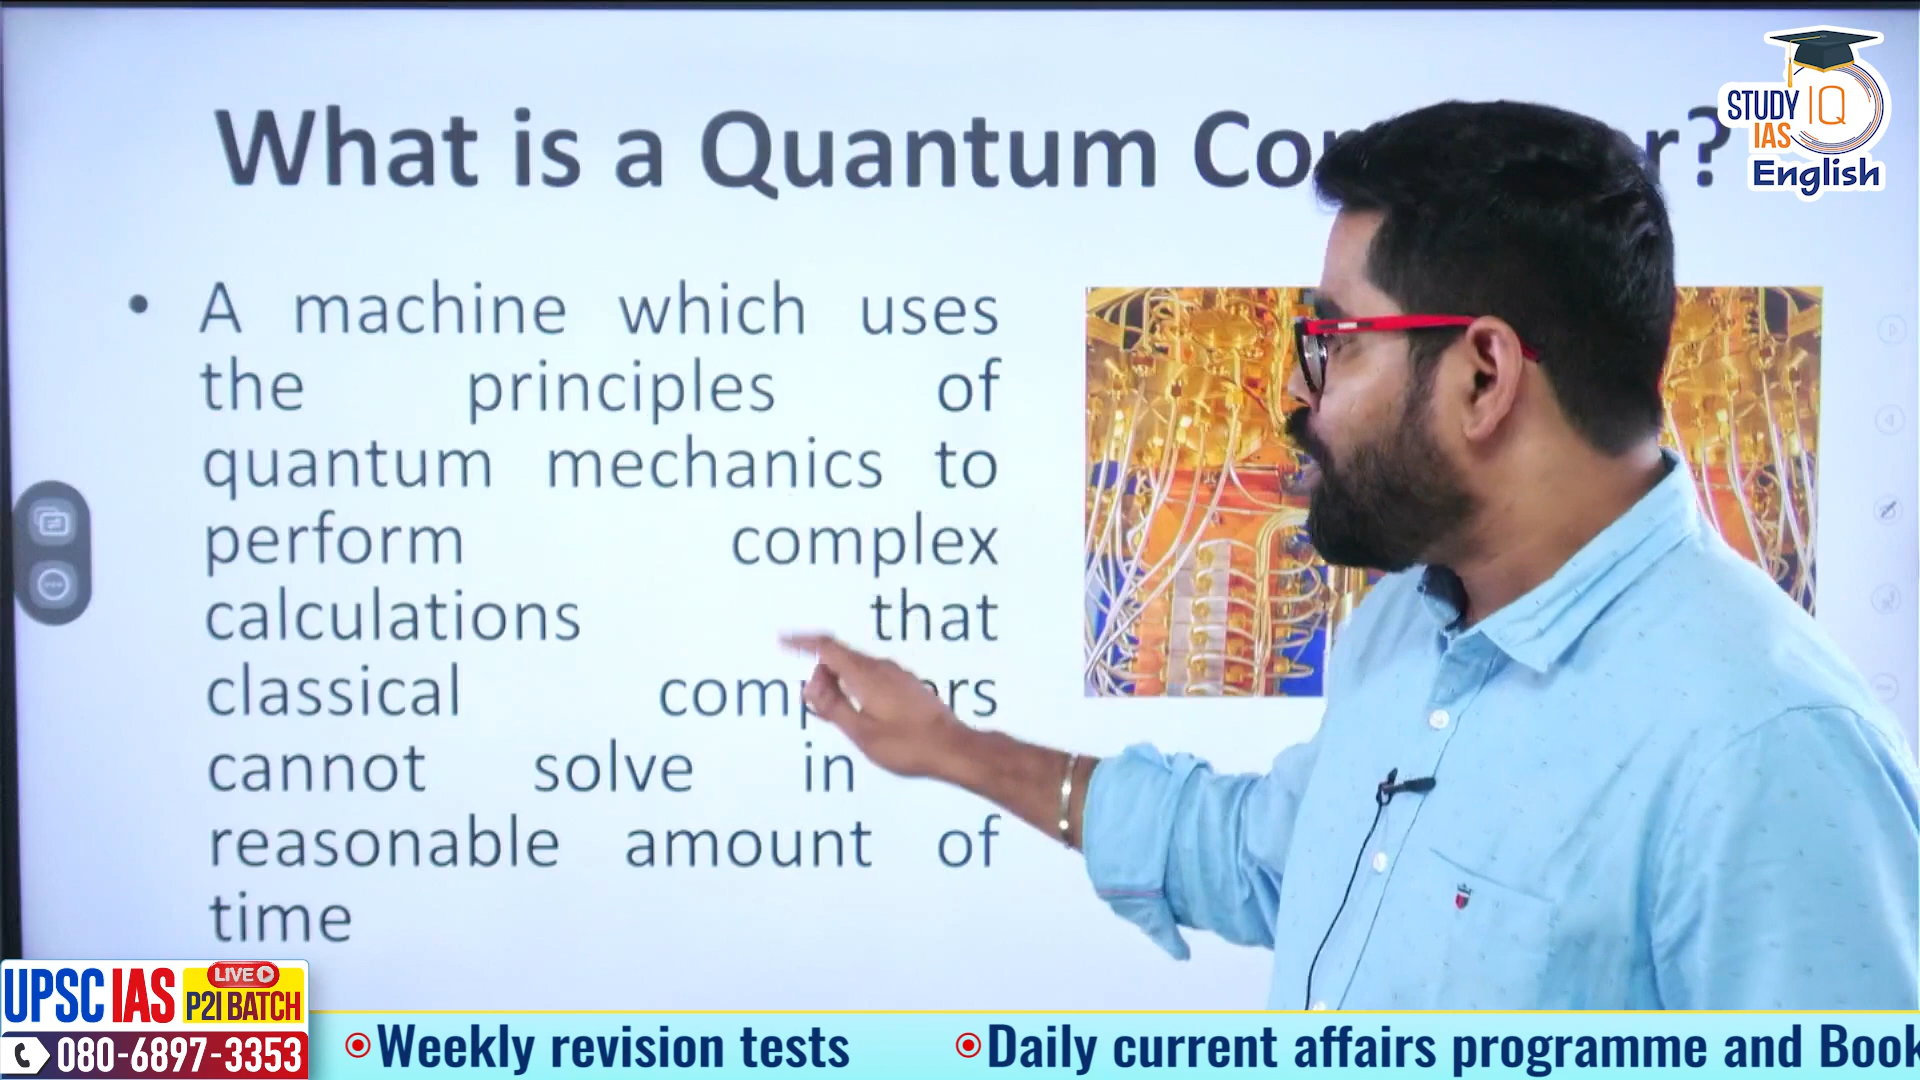 What is a Quantum Co r?
STUDY IQ
IAS
English
• A machine which uses
the principles of
quantum mechanics to
perform complex
calculations that
classical comp rs
cannot solve in
reasonable amount of
time
UPSC IAS LIVE
P2I BATCH
080-6897-3353
Weekly revision tests
Daily current affairs programme and Book